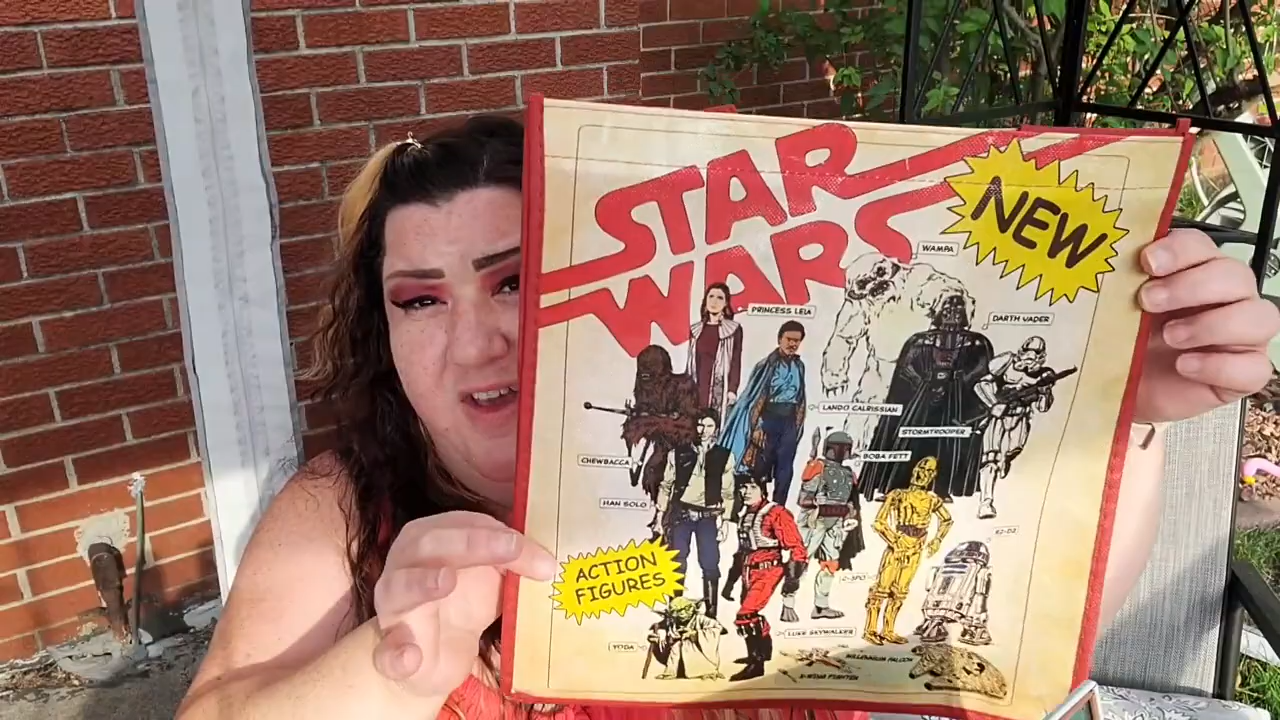 STAR
WARS
NEW
WAMPA
PRINCESS LEIA
DARTH VADER
LANDO CALRISSIAN
STORMTROOPER
CHEWBACCA
BOBA FETT
HAN SOLO
R2-D2
ACTION
FIGURES
C-3PO
LUKE SKYWALKER
YODA
MILLENNIUM FALCON
X-WING FIGHTER